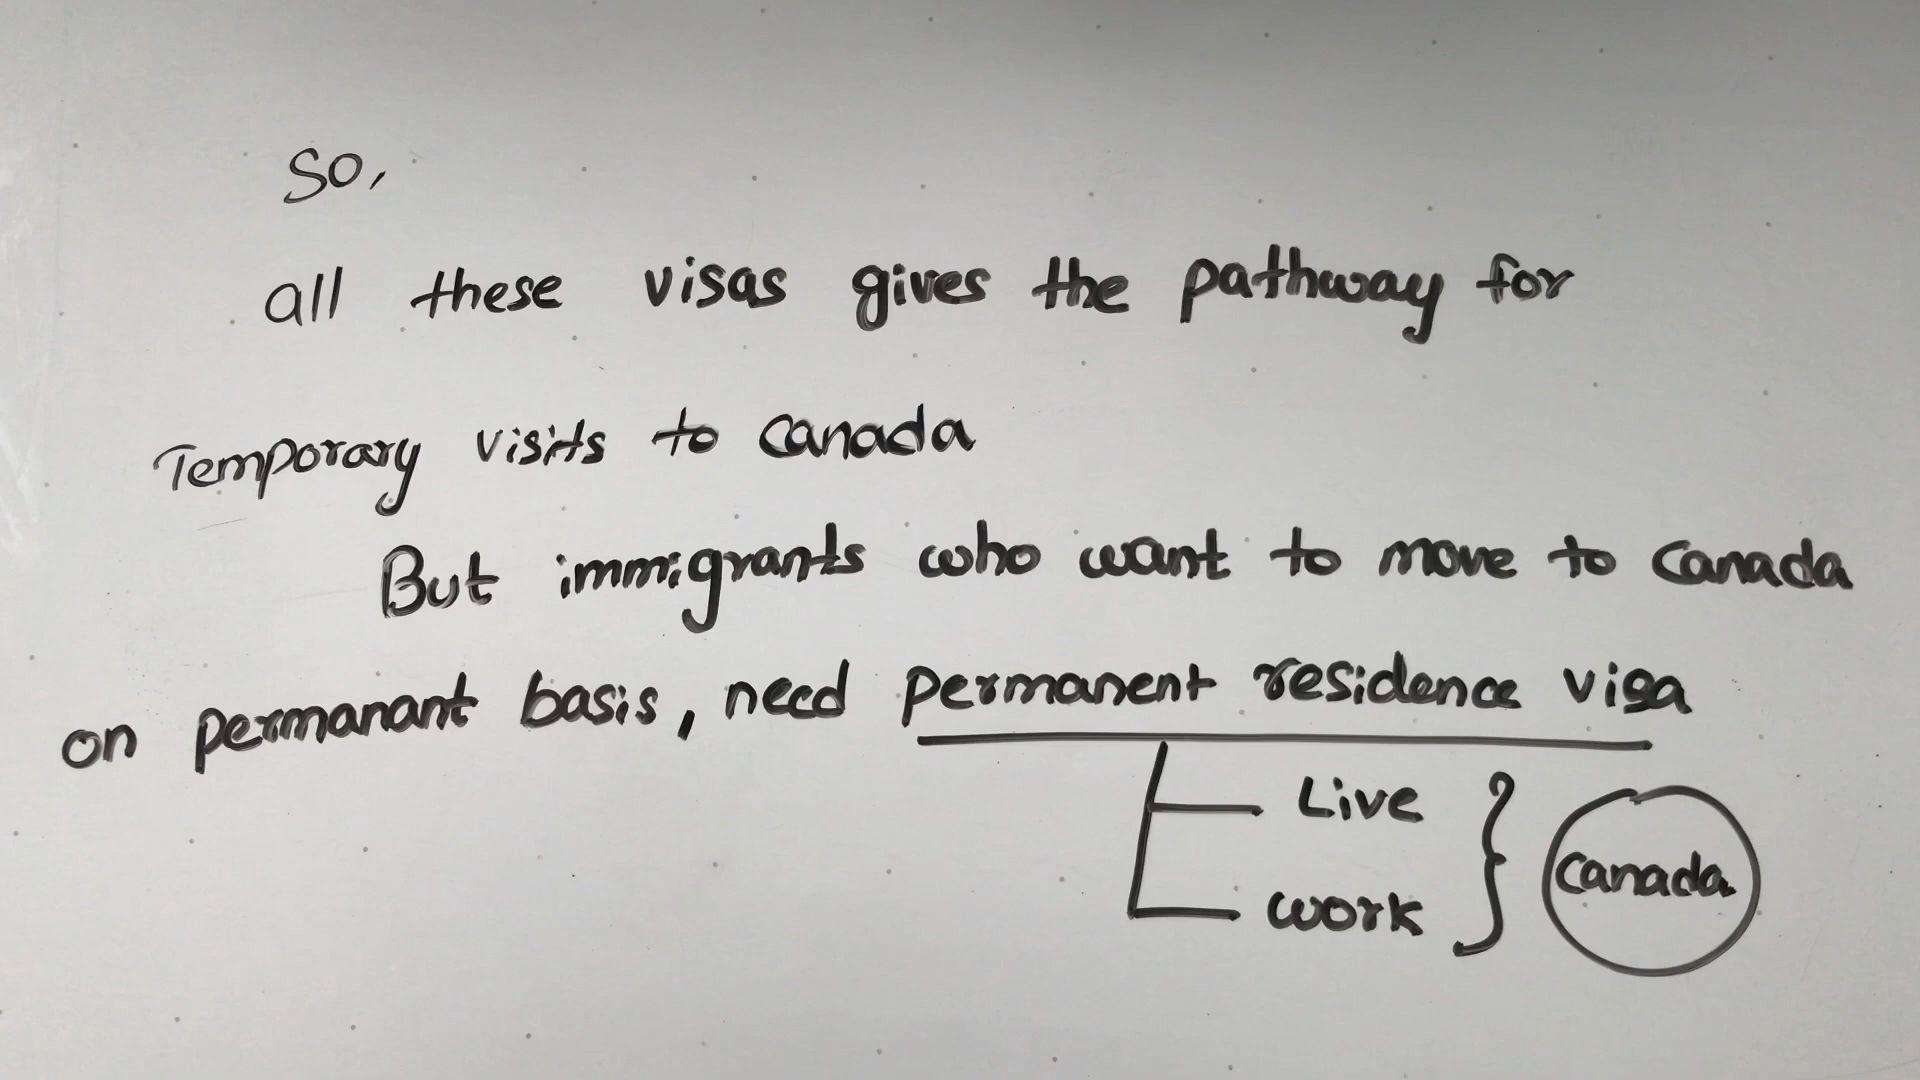 So,
all these visas gives the pathway for
Temporary visits to Canada
But immigrants who want to move to Canada
on permanant basis, need permanent residence visa
Live
work
Canada